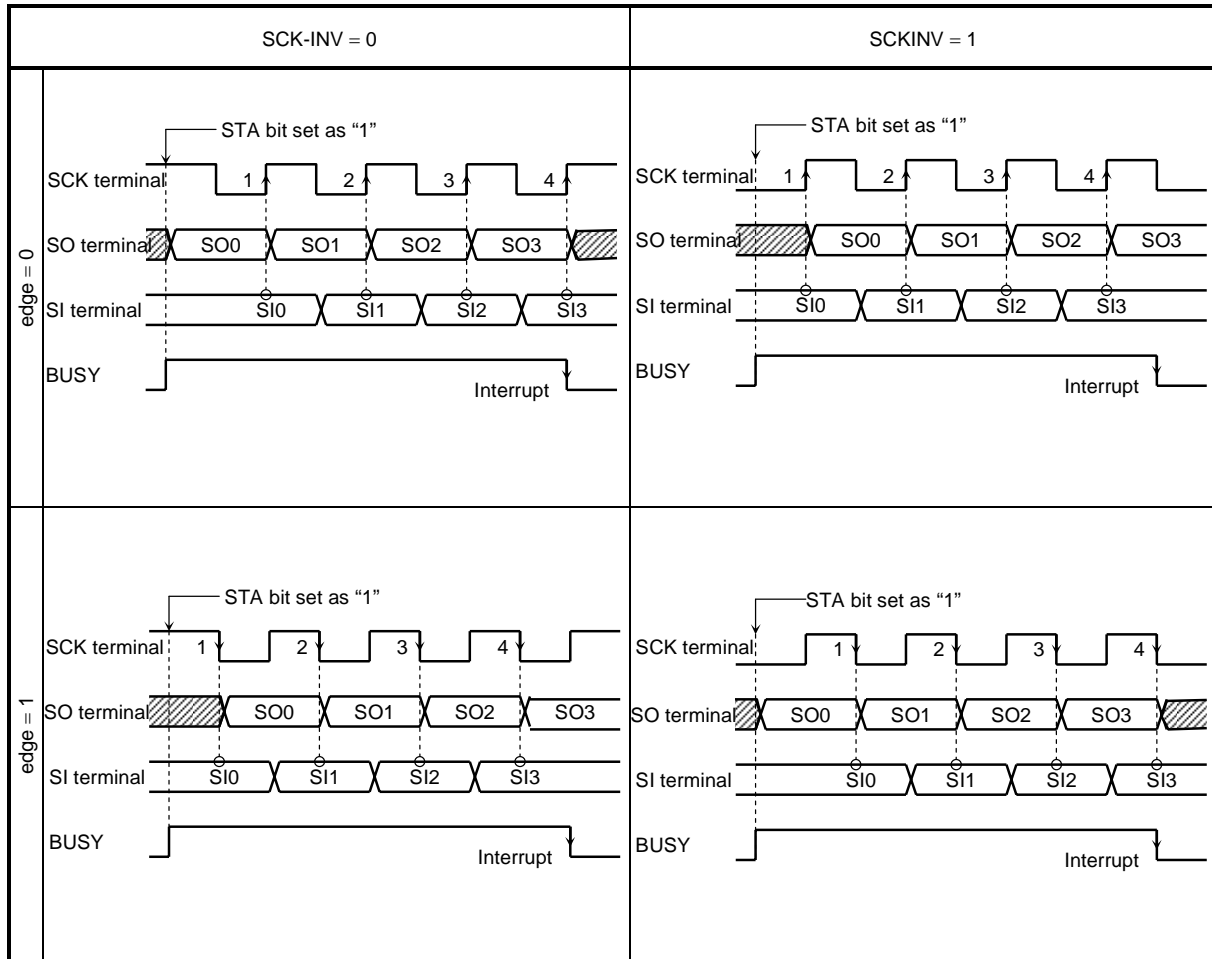 SCK-INV = 0
SCKINV = 1
edge = 0
STA bit set as “1”
SCK terminal 1 2 3 4
SO terminal SO0 SO1 SO2 SO3
SI terminal SI0 SI1 SI2 SI3
BUSY
Interrupt
STA bit set as “1”
SCK terminal 1 2 3 4
SO terminal SO0 SO1 SO2 SO3
SI terminal SI0 SI1 SI2 SI3
BUSY
Interrupt
edge = 1
STA bit set as “1”
SCK terminal 1 2 3 4
SO terminal SO0 SO1 SO2 SO3
SI terminal SI0 SI1 SI2 SI3
BUSY
Interrupt
STA bit set as “1”
SCK terminal 1 2 3 4
SO terminal SO0 SO1 SO2 SO3
SI terminal SI0 SI1 SI2 SI3
BUSY
Interrupt